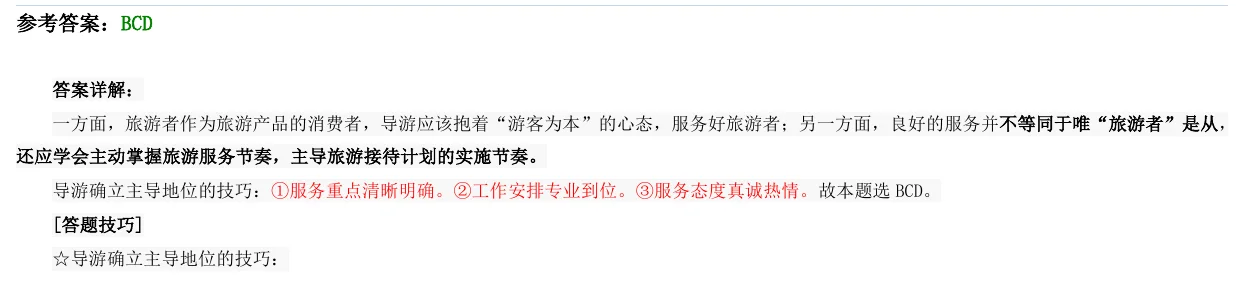 参考答案：BCD
答案详解：
一方面，旅游者作为旅游产品的消费者，导游应该抱着“游客为本”的心态，服务好旅游者；另一方面，良好的服务并不等同于唯“旅游者”是从，
还应学会主动掌握旅游服务节奏，主导旅游接待计划的实施节奏。
导游确立主导地位的技巧：①服务重点清晰明确。②工作安排专业到位。③服务态度真诚热情。故本题选 BCD。
[答题技巧]
☆导游确立主导地位的技巧：